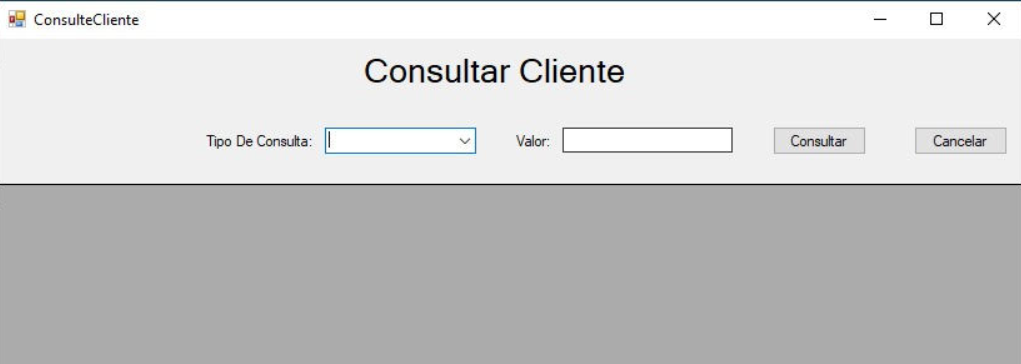 ConsulteCliente
Consultar Cliente
Tipo De Consulta: Valor: Consultar Cancelar